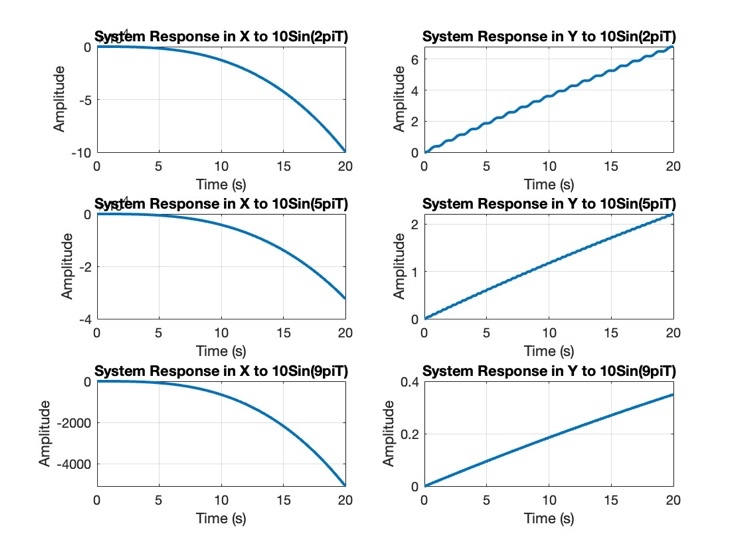 System Response in X to 10Sin(2piT)
Amplitude
0
-5
-10
0 5 10 15 20
Time (s)
System Response in Y to 10Sin(2piT)
Amplitude
6
4
2
0
0 5 10 15 20
Time (s)
System Response in X to 10Sin(5piT)
Amplitude
0
-2
-4
0 5 10 15 20
Time (s)
System Response in Y to 10Sin(5piT)
Amplitude
2
1
0
0 5 10 15 20
Time (s)
System Response in X to 10Sin(9piT)
Amplitude
0
-2000
-4000
0 5 10 15 20
Time (s)
System Response in Y to 10Sin(9piT)
Amplitude
0.4
0.2
0
0 5 10 15 20
Time (s)